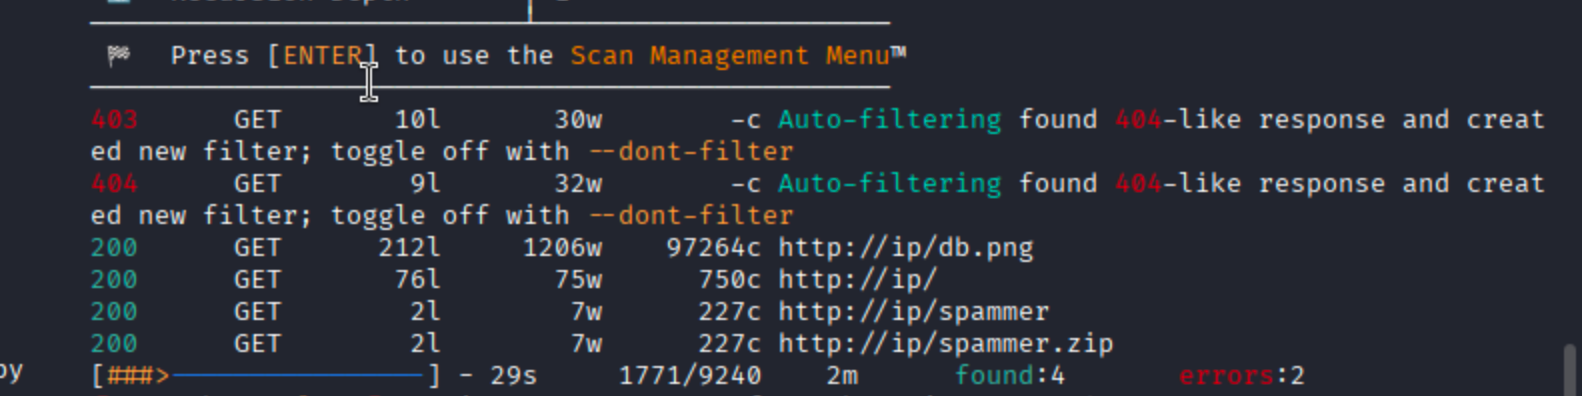 Press [ENTER] to use the Scan Management Menu™
403 GET 10l 30w -c Auto-filtering found 404-like response and creat
ed new filter; toggle off with --dont-filter
404 GET 9l 32w -c Auto-filtering found 404-like response and creat
ed new filter; toggle off with --dont-filter
200 GET 212l 1206w 97264c http://ip/db.png
200 GET 76l 75w 750c http://ip/
200 GET 2l 7w 227c http://ip/spammer
200 GET 2l 7w 227c http://ip/spammer.zip
[###>────────────────] - 29s 1771/9240 2m found:4 errors:2